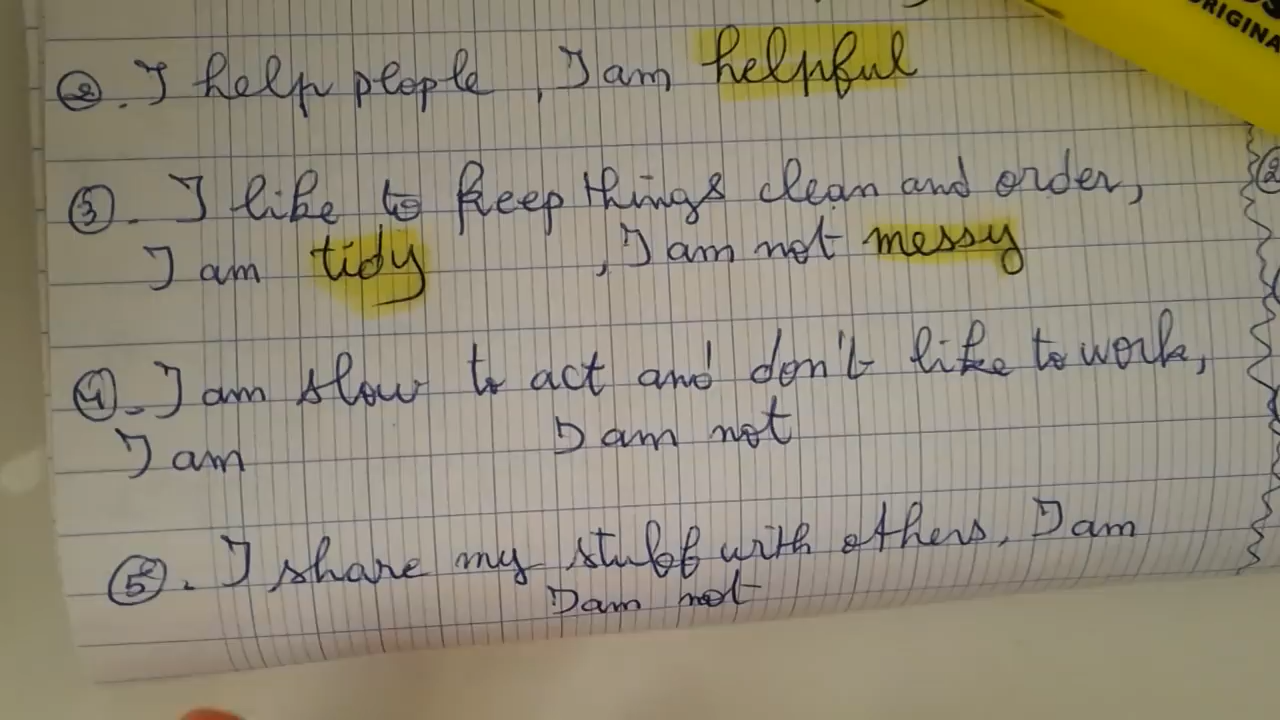 ②. I help people, I am helpful
③. I like to keep things clean and order,
I am tidy, I am not messy
④. I am slow to act and don't like to work,
I am I am not
⑤. I share my stuff with others, I am
I am not
RIGINA
②